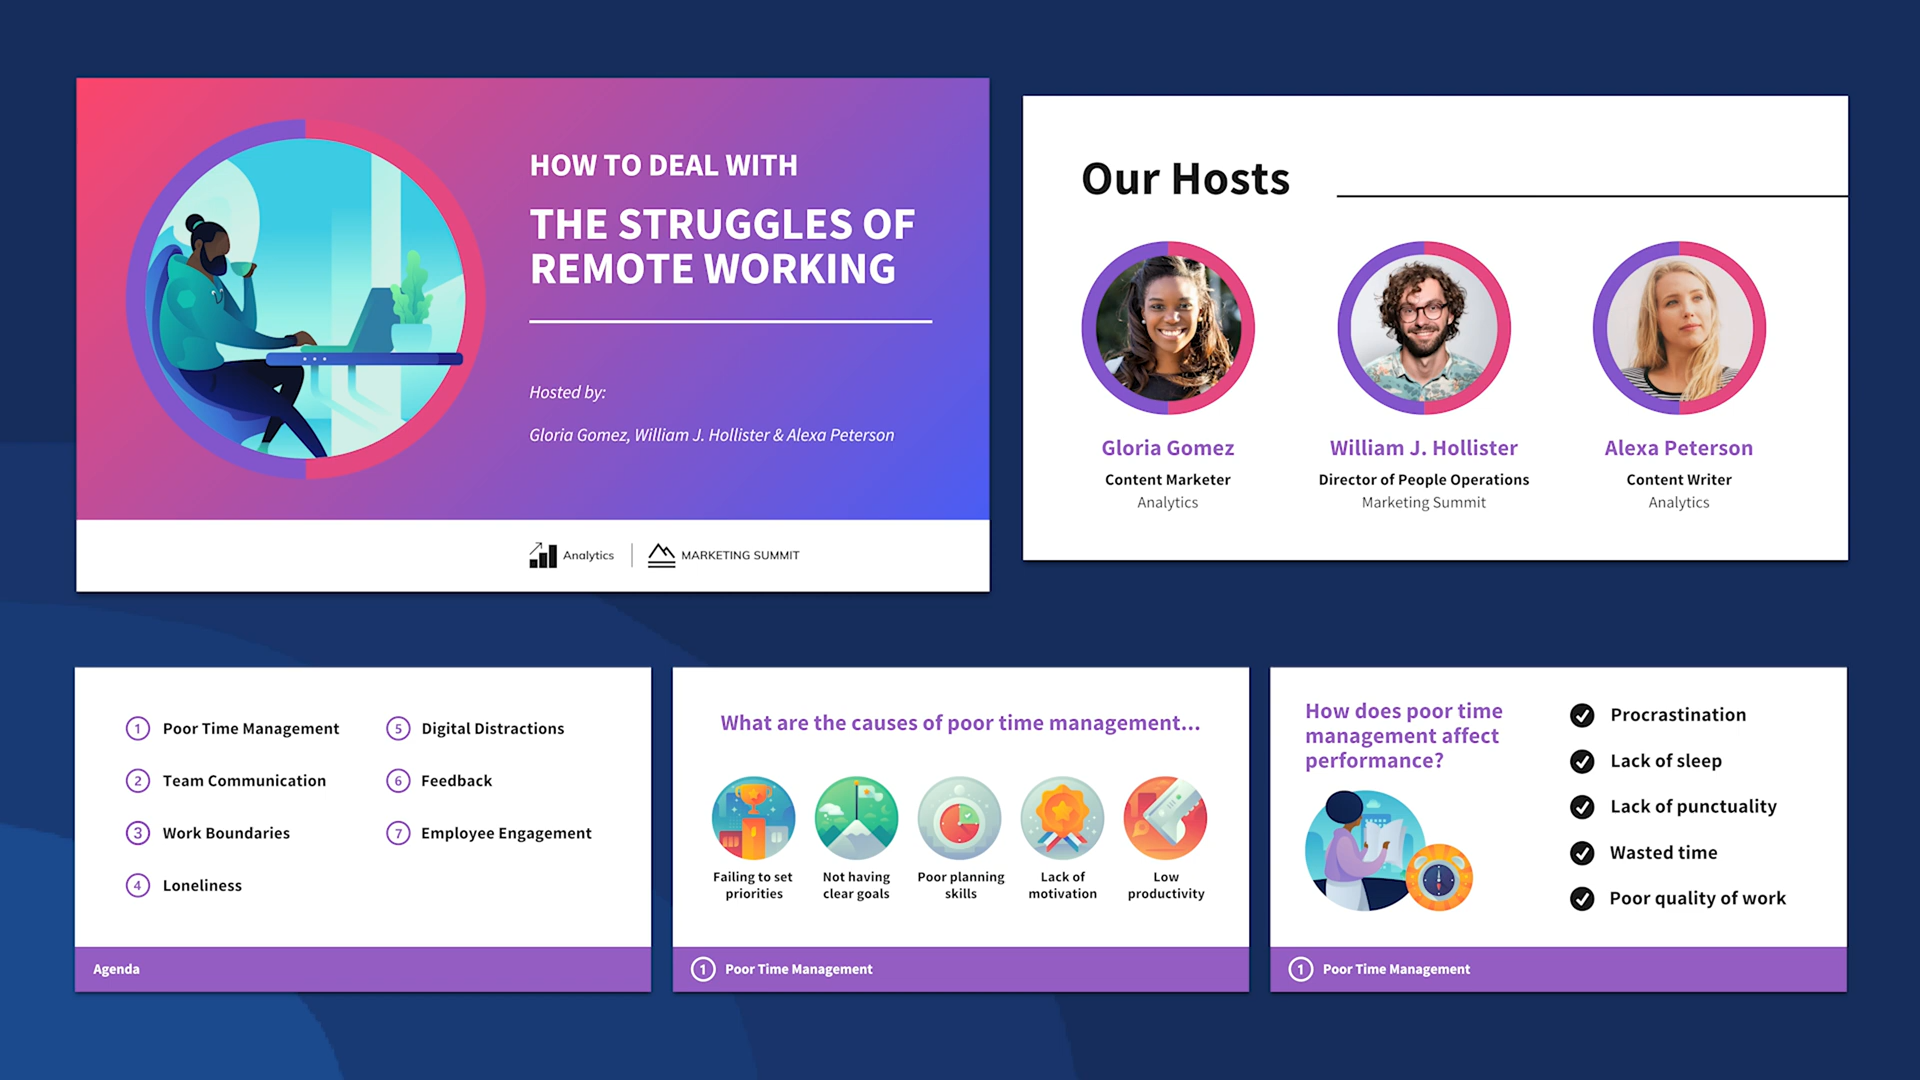 HOW TO DEAL WITH
THE STRUGGLES OF
REMOTE WORKING
Hosted by:
Gloria Gomez, William J. Hollister & Alexa Peterson
Analytics
MARKETING SUMMIT
Our Hosts
Gloria Gomez
Content Marketer
Analytics
William J. Hollister
Director of People Operations
Marketing Summit
Alexa Peterson
Content Writer
Analytics
1 Poor Time Management
2 Team Communication
3 Work Boundaries
4 Loneliness
5 Digital Distractions
6 Feedback
7 Employee Engagement
Agenda
What are the causes of poor time management...
Failing to set
priorities
Not having
clear goals
Poor planning
skills
Lack of
motivation
Low
productivity
1 Poor Time Management
How does poor time
management affect
performance?
Procrastination
Lack of sleep
Lack of punctuality
Wasted time
Poor quality of work
1 Poor Time Management